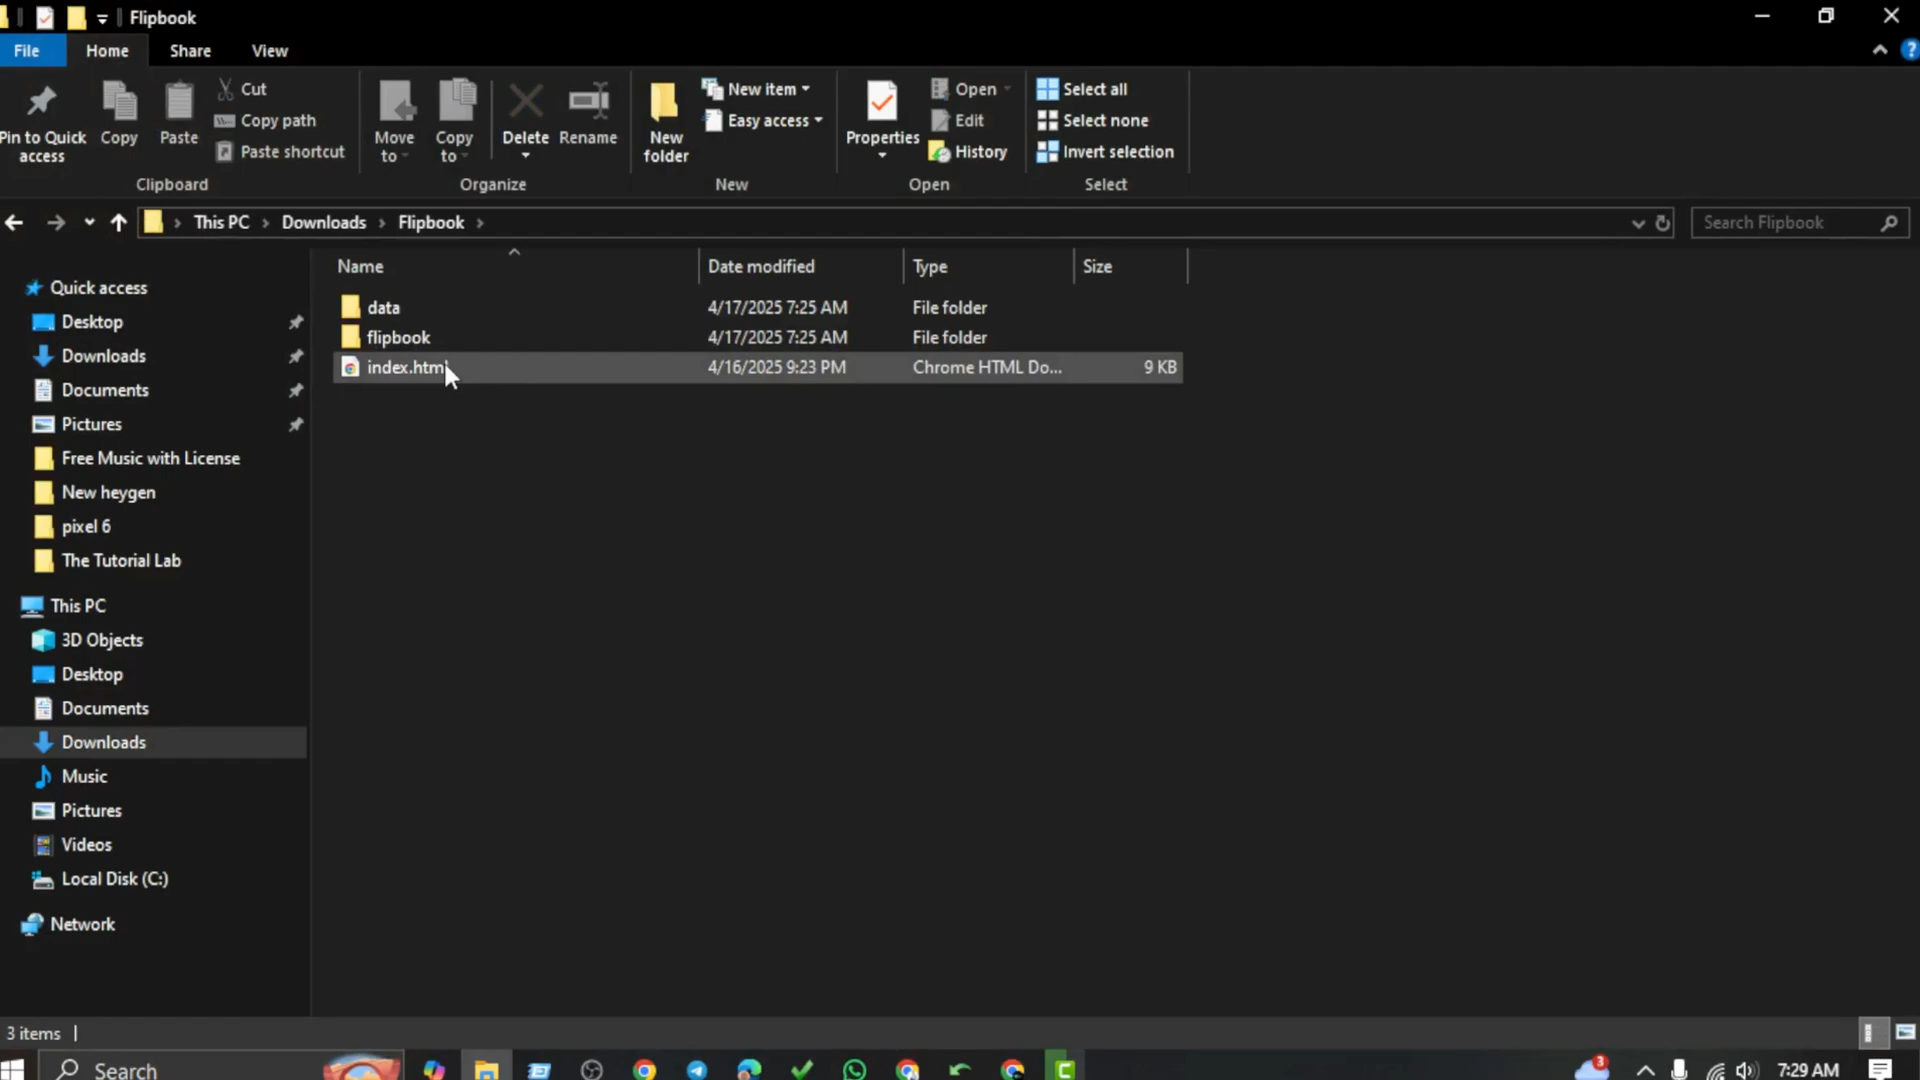 Flipbook
File Home Share View
Pin to Quick access
Copy
Paste
Cut
Copy path
Paste shortcut
Move to
Copy to
Delete
Rename
New folder
New item
Easy access
Properties
Open
Edit
History
Select all
Select none
Invert selection
Clipboard Organize New Open Select
This PC Downloads Flipbook
Search Flipbook
Name Date modified Type Size
data 4/17/2025 7:25 AM File folder
flipbook 4/17/2025 7:25 AM File folder
index.html 4/16/2025 9:23 PM Chrome HTML Do... 9 KB
Quick access
Desktop
Downloads
Documents
Pictures
Free Music with License
New heygen
pixel 6
The Tutorial Lab
This PC
3D Objects
Desktop
Documents
Downloads
Music
Pictures
Videos
Local Disk (C:)
Network
3 items
Search
3
7:29 AM